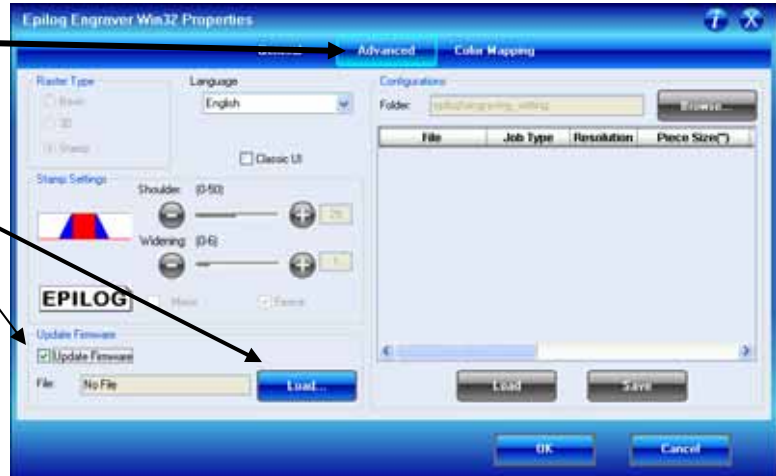 Epilog Engraver Win32 Properties
General Advanced Color Mapping
Raster Type
Basic
3D
Stamp
Language
English
Classic UI
Stamp Settings
Shoulder (0-50)
Widening (0-6)
EPILOG
Fence
Update Firmware
Update Firmware
File: No File Load...
Configurations
Folder: Browse...
File Job Type Resolution Piece Size(")
Load Save
OK Cancel